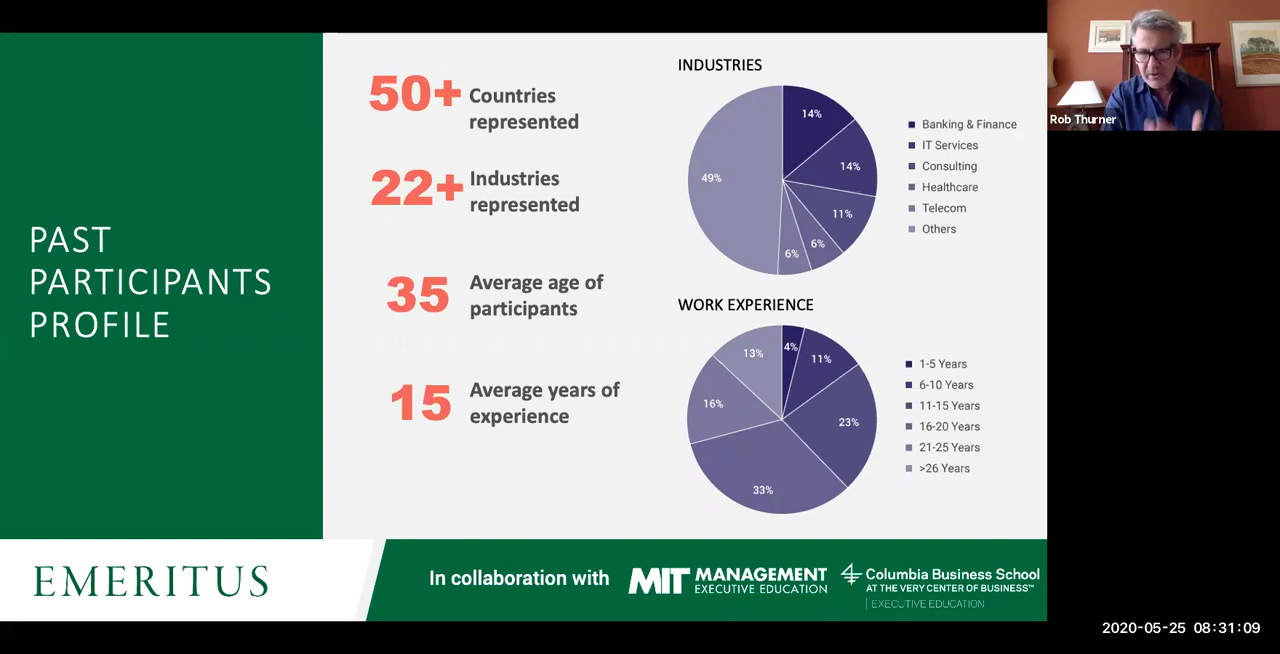 PAST
PARTICIPANTS
PROFILE
50+ Countries
represented
22+ Industries
represented
35 Average age of
participants
15 Average years of
experience
INDUSTRIES
14%
14%
11%
6%
6%
49%
Banking & Finance
IT Services
Consulting
Healthcare
Telecom
Others
WORK EXPERIENCE
4%
11%
23%
33%
16%
13%
1-5 Years
6-10 Years
11-15 Years
16-20 Years
21-25 Years
>26 Years
Rob Thurner
EMERITUS
In collaboration with
MIT MANAGEMENT
EXECUTIVE EDUCATION
Columbia Business School
AT THE VERY CENTER OF BUSINESS™
EXECUTIVE EDUCATION
2020-05-25 08:31:09